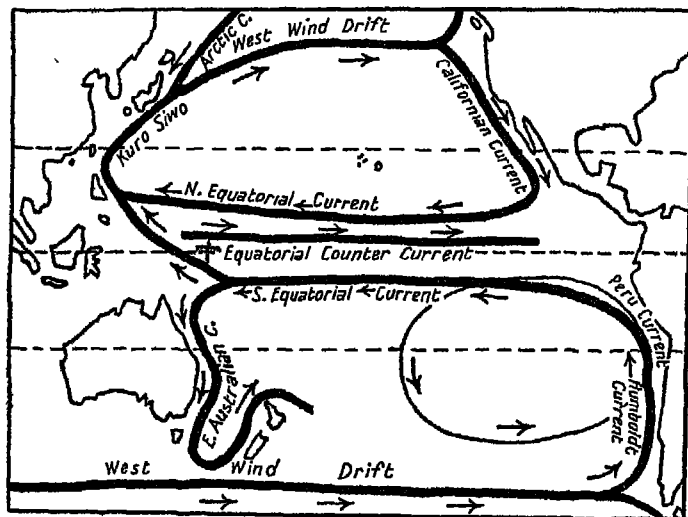 Arctic C.
West Wind Drift
Kuro Siwo
Californian Current
N. Equatorial Current
Equatorial Counter Current
S. Equatorial Current
Peru Current
E. Australian C.
Humboldt
Current
West Wind Drift